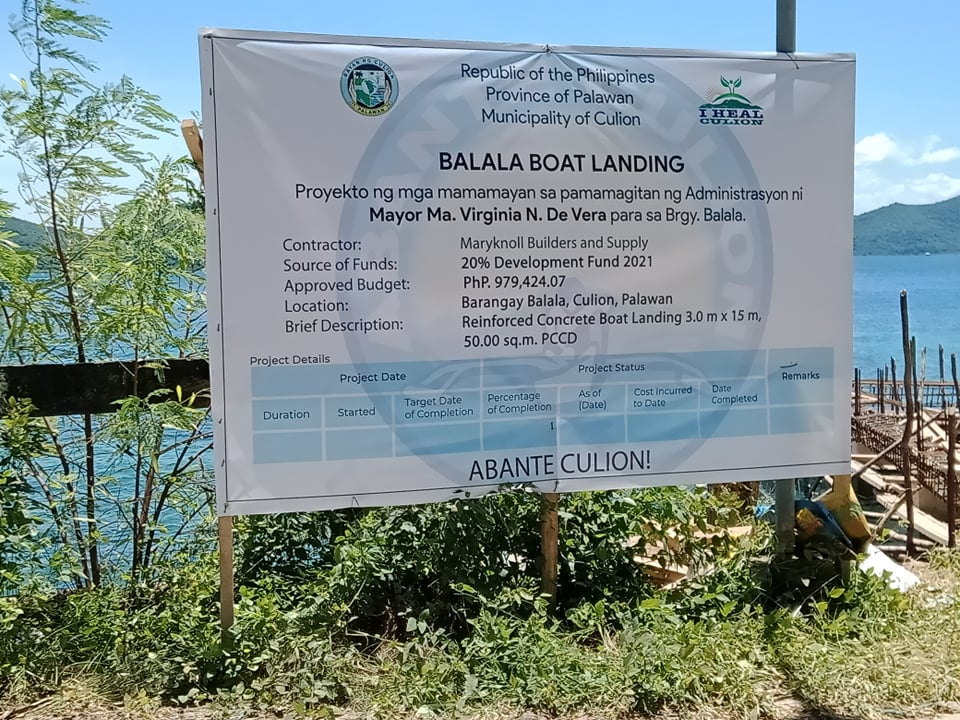 BAYAN NG CULION
PALAWAN
Republic of the Philippines
Province of Palawan
Municipality of Culion
I HEAL
CULION
BALALA BOAT LANDING
Proyekto ng mga mamamayan sa pamamagitan ng Administrasyon ni
Mayor Ma. Virginia N. De Vera para sa Brgy. Balala.
Contractor: Maryknoll Builders and Supply
Source of Funds: 20% Development Fund 2021
Approved Budget: PhP. 979,424.07
Location: Barangay Balala, Culion, Palawan
Brief Description: Reinforced Concrete Boat Landing 3.0 m x 15 m,
50.00 sq.m. PCCD
Project Details
Project Date Project Status Remarks
Duration Started Target Date of Completion Percentage of Completion As of (Date) Cost Incurred to Date Date Completed
ABANTE CULION!